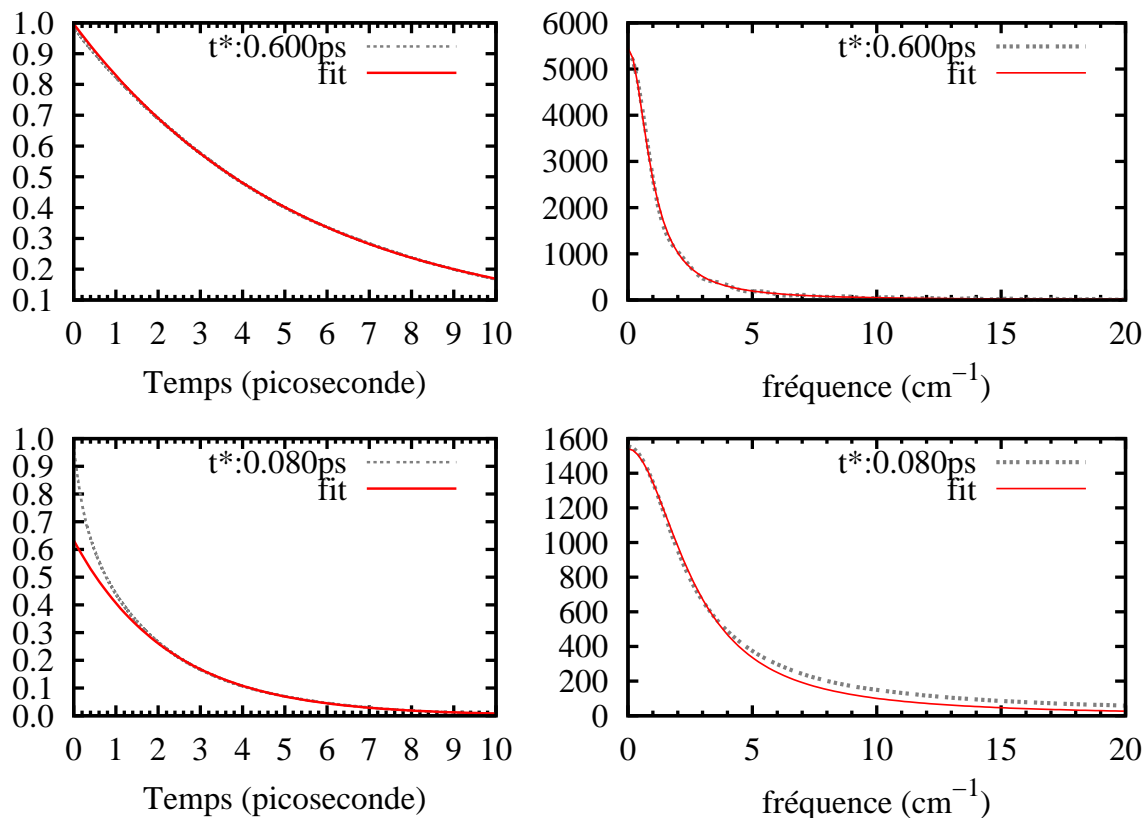 1.0
0.9
0.8
0.7
0.6
0.5
0.4
0.3
0.2
0.1
t*:0.600ps
fit
0 1 2 3 4 5 6 7 8 9 10
Temps (picoseconde)
6000
5000
4000
3000
2000
1000
0
t*:0.600ps
fit
0 5 10 15 20
fréquence (cm⁻¹)
1.0
0.9
0.8
0.7
0.6
0.5
0.4
0.3
0.2
0.1
0.0
t*:0.080ps
fit
0 1 2 3 4 5 6 7 8 9 10
Temps (picoseconde)
1600
1400
1200
1000
800
600
400
200
0
t*:0.080ps
fit
0 5 10 15 20
fréquence (cm⁻¹)